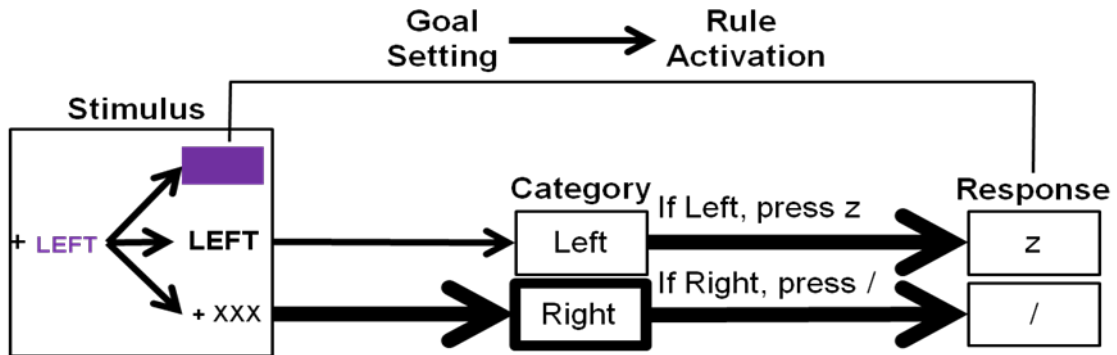 Goal Setting
Rule Activation
Stimulus
+ LEFT
LEFT
+ XXX
Category
Left
Right
If Left, press z
If Right, press /
Response
z
/